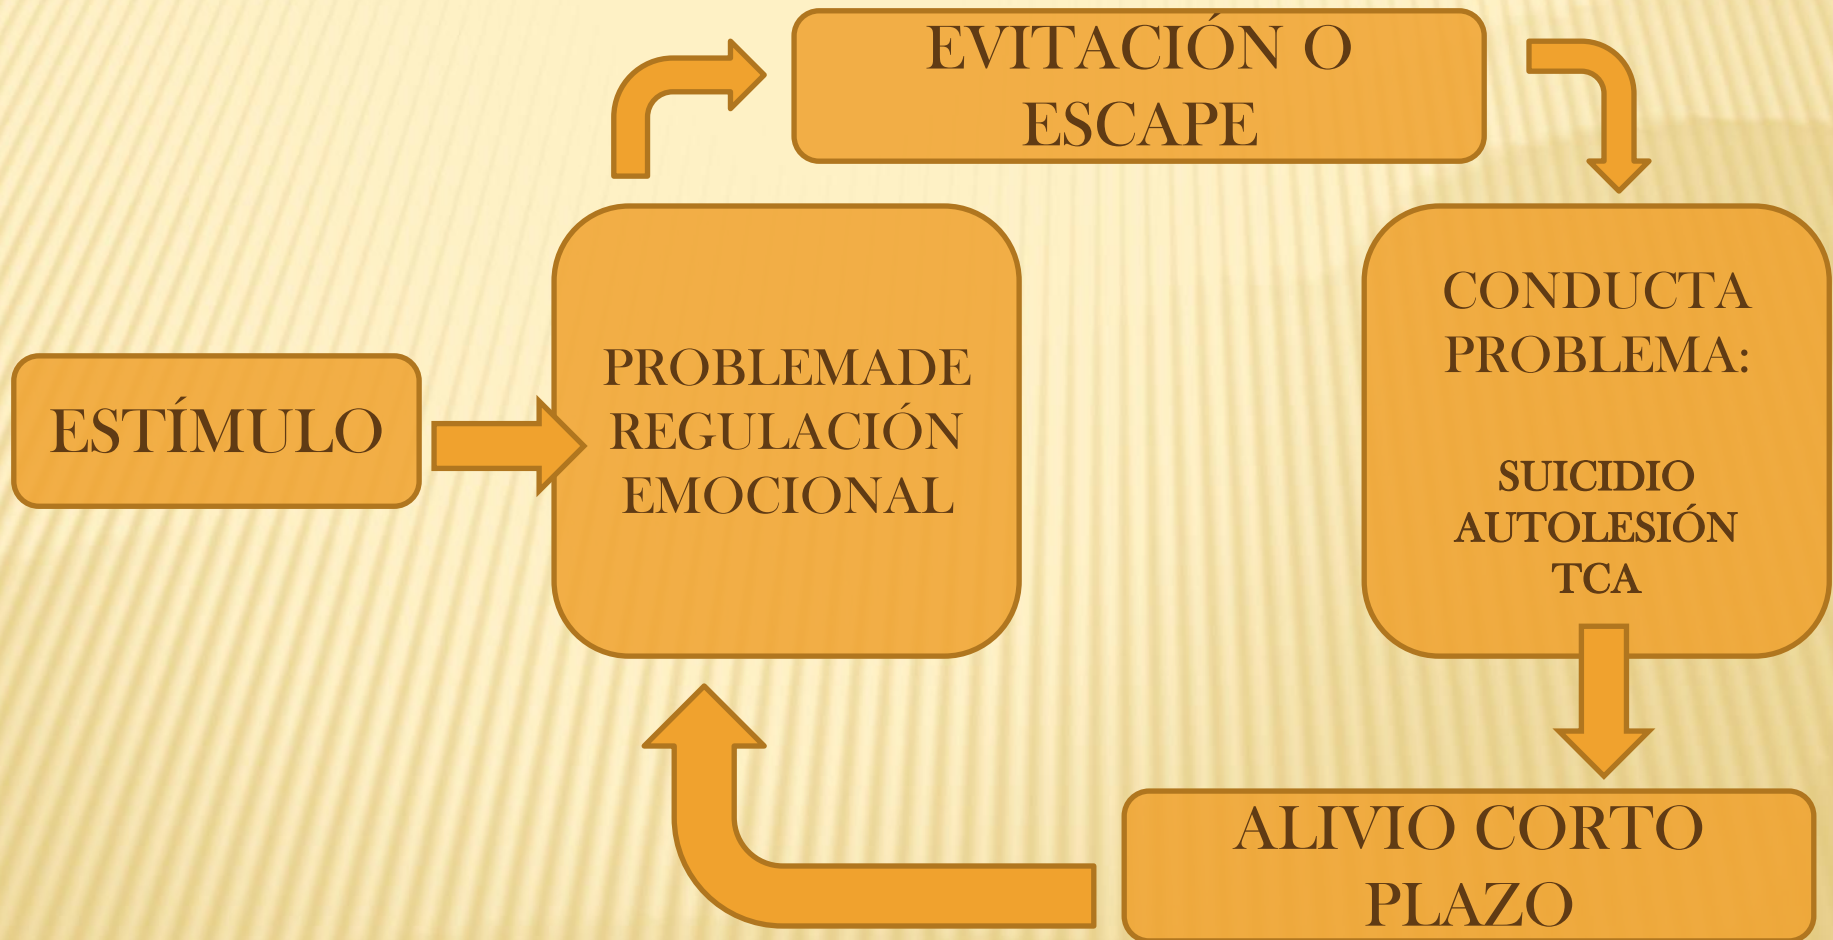 EVITACIÓN O
ESCAPE
ESTÍMULO
PROBLEMADE
REGULACIÓN
EMOCIONAL
CONDUCTA
PROBLEMA:
SUICIDIO
AUTOLESIÓN
TCA
ALIVIO CORTO
PLAZO